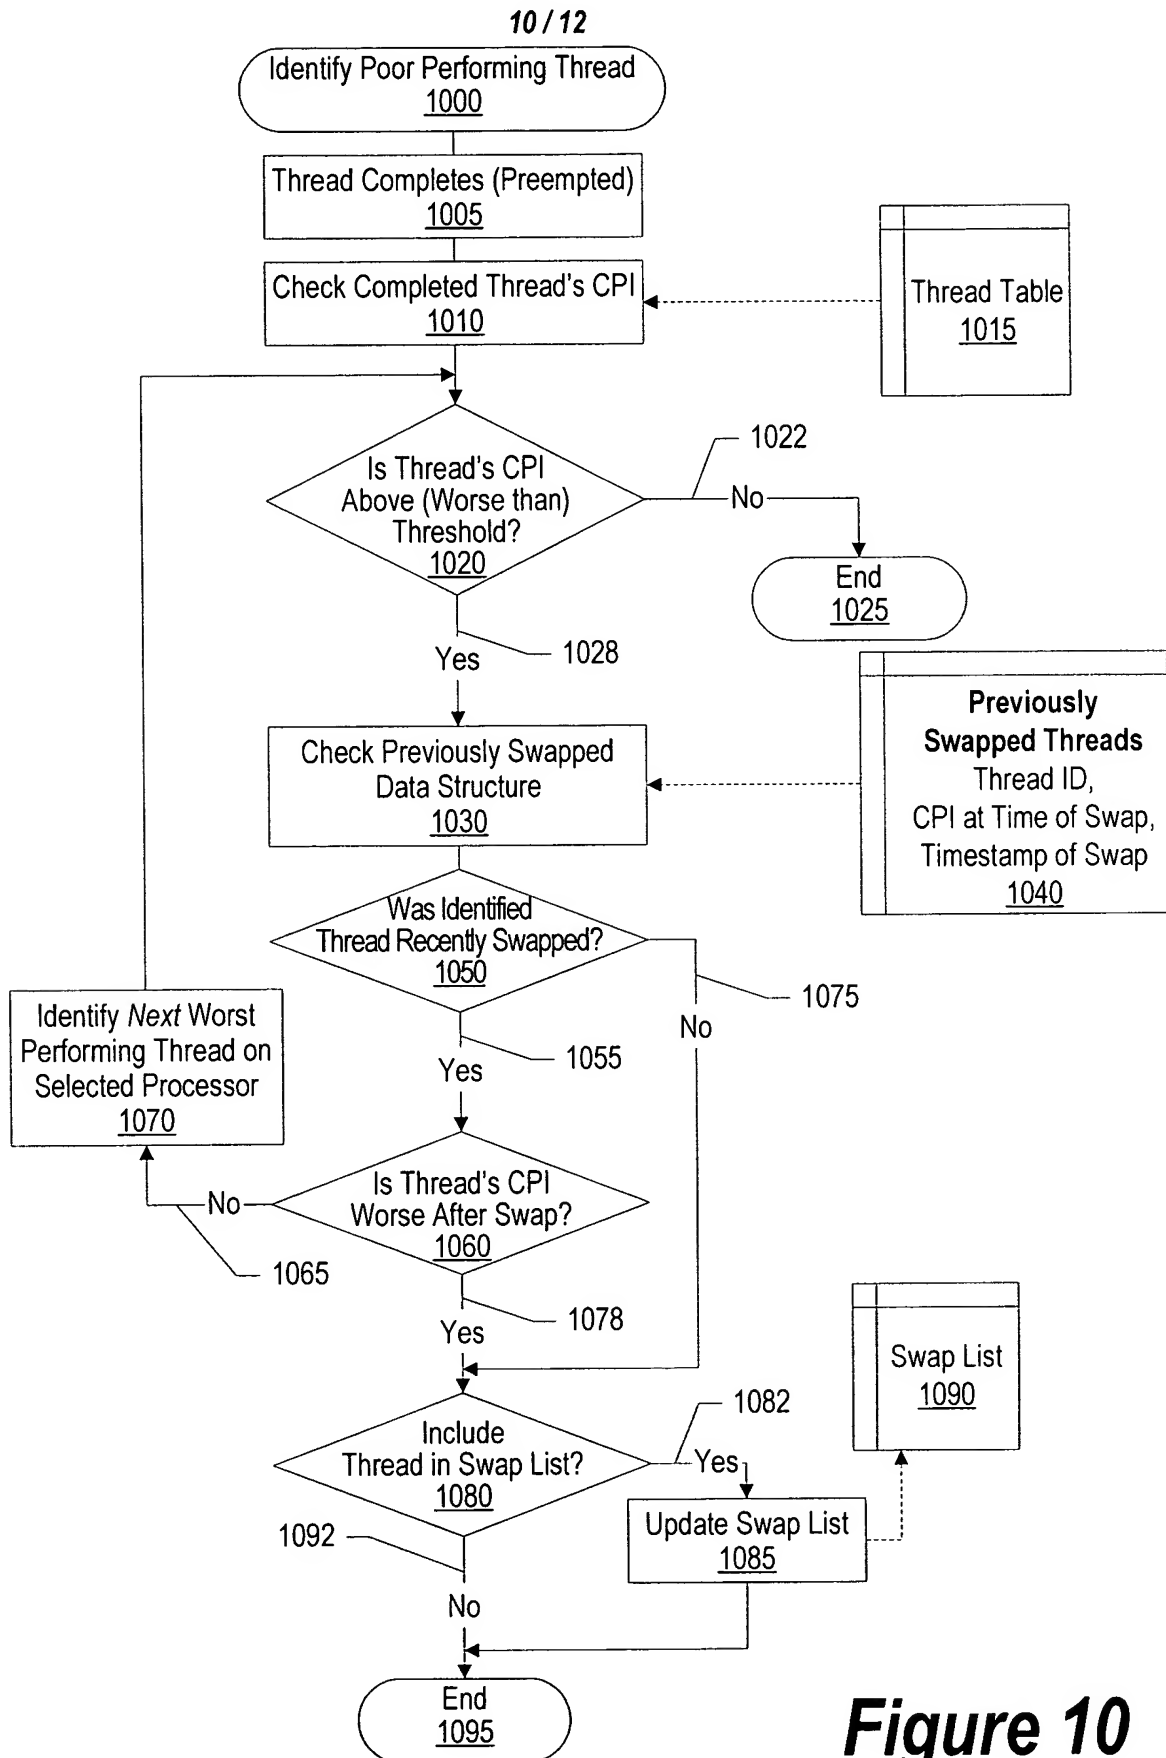 10 / 12
Identify Poor Performing Thread
1000
Thread Completes (Preempted)
1005
Check Completed Thread's CPI
1010
Thread Table
1015
Is Thread's CPI
Above (Worse than)
Threshold?
1020
1022
No
End
1025
1028
Yes
Check Previously Swapped
Data Structure
1030
Previously
Swapped Threads
Thread ID,
CPI at Time of Swap,
Timestamp of Swap
1040
Was Identified
Thread Recently Swapped?
1050
1075
No
1055
Yes
Identify Next Worst
Performing Thread on
Selected Processor
1070
Is Thread's CPI
Worse After Swap?
1060
No
1065
1078
Yes
Swap List
1090
Include
Thread in Swap List?
1080
1082
Yes
Update Swap List
1085
1092
No
End
1095
Figure 10